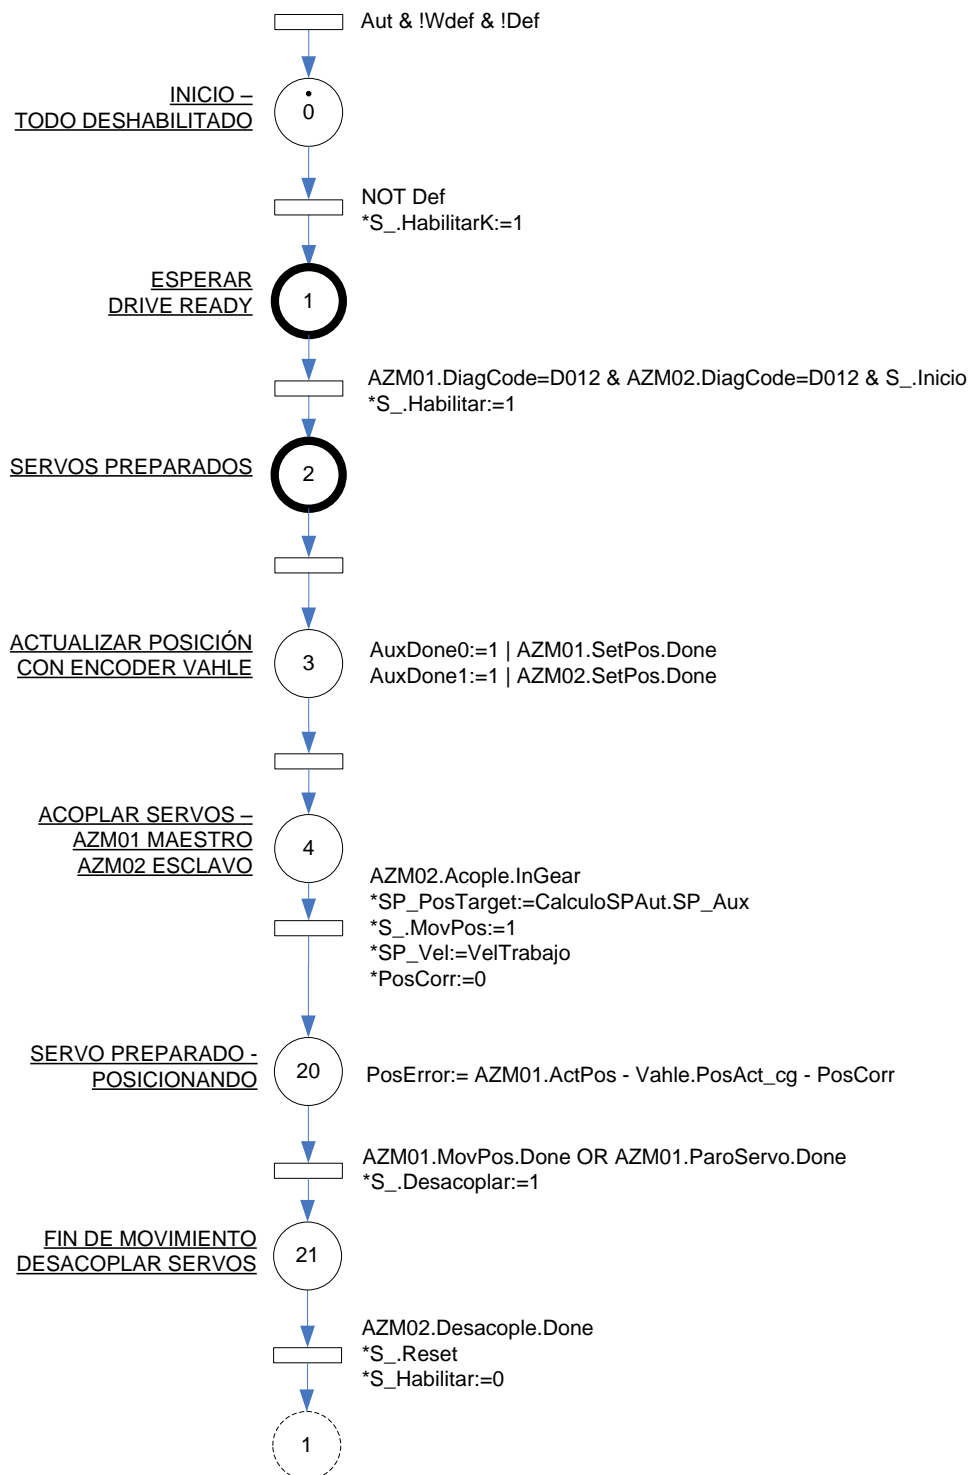 Aut & !Wdef & !Def
INICIO –
TODO DESHABILITADO
0
NOT Def
*S_.HabilitarK:=1
ESPERAR
DRIVE READY
1
AZM01.DiagCode=D012 & AZM02.DiagCode=D012 & S_.Inicio
*S_.Habilitar:=1
SERVOS PREPARADOS
2
ACTUALIZAR POSICIÓN
CON ENCODER VAHLE
3
AuxDone0:=1 | AZM01.SetPos.Done
AuxDone1:=1 | AZM02.SetPos.Done
ACOPLAR SERVOS –
AZM01 MAESTRO
AZM02 ESCLAVO
4
AZM02.Acople.InGear
*SP_PosTarget:=CalculoSPAut.SP_Aux
*S_.MovPos:=1
*SP_Vel:=VelTrabajo
*PosCorr:=0
SERVO PREPARADO -
POSICIONANDO
20
PosError:= AZM01.ActPos - Vahle.PosAct_cg - PosCorr
AZM01.MovPos.Done OR AZM01.ParoServo.Done
*S_.Desacoplar:=1
FIN DE MOVIMIENTO
DESACOPLAR SERVOS
21
AZM02.Desacople.Done
*S_.Reset
*S_Habilitar:=0
1